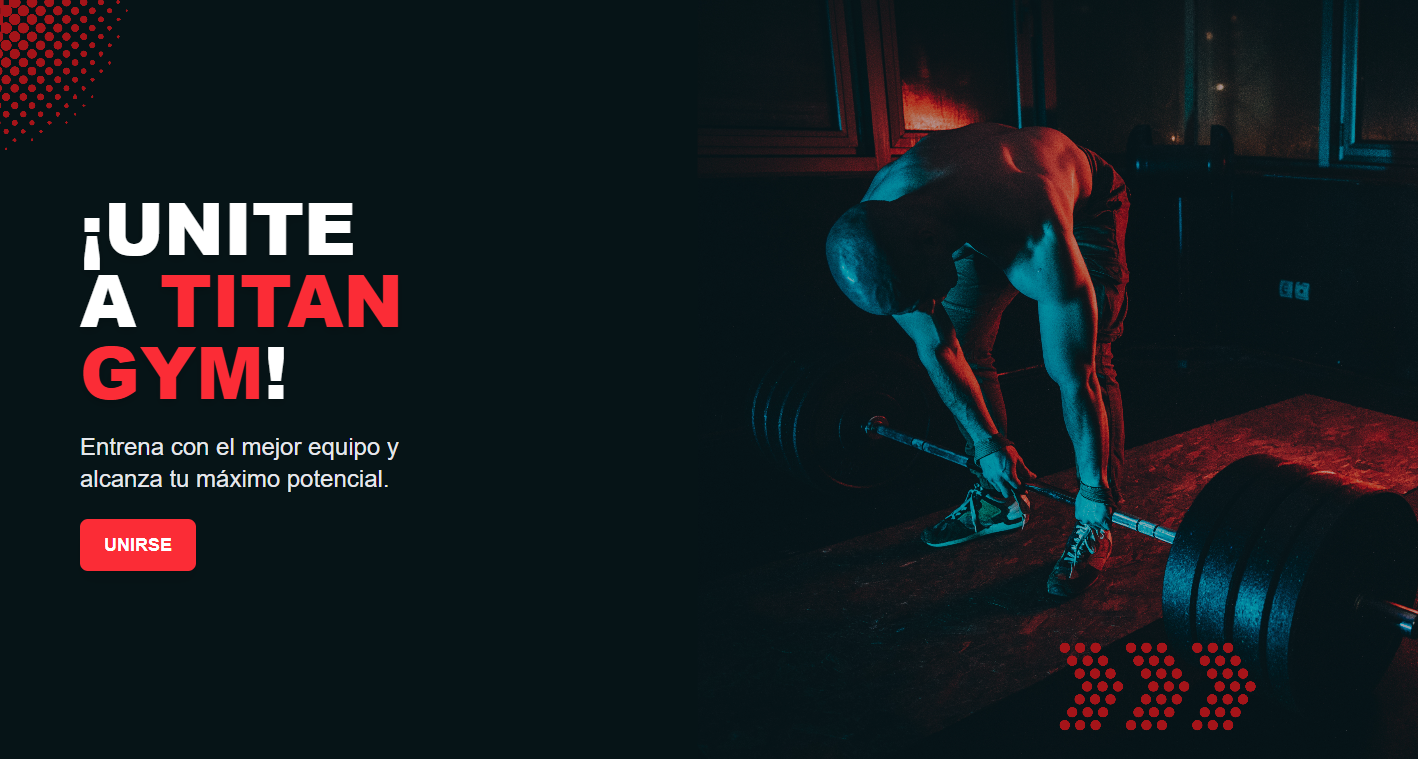 ¡UNITE
A TITAN
GYM!
Entrena con el mejor equipo y
alcanza tu máximo potencial.
UNIRSE